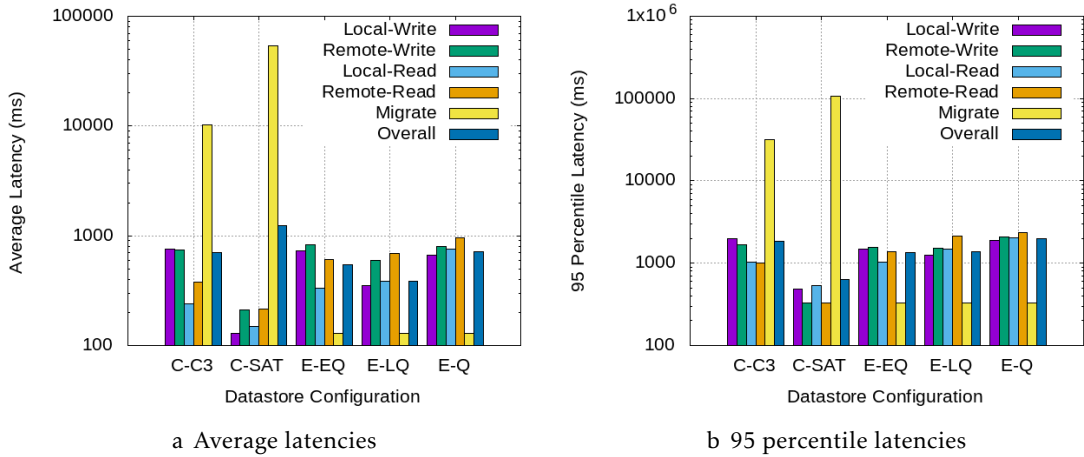 Average Latency (ms)
100000
10000
1000
100
Local-Write
Remote-Write
Local-Read
Remote-Read
Migrate
Overall
C-C3 C-SAT E-EQ E-LQ E-Q
Datastore Configuration
a Average latencies
95 Percentile Latency (ms)
1x10^6
100000
10000
1000
100
Local-Write
Remote-Write
Local-Read
Remote-Read
Migrate
Overall
C-C3 C-SAT E-EQ E-LQ E-Q
Datastore Configuration
b 95 percentile latencies